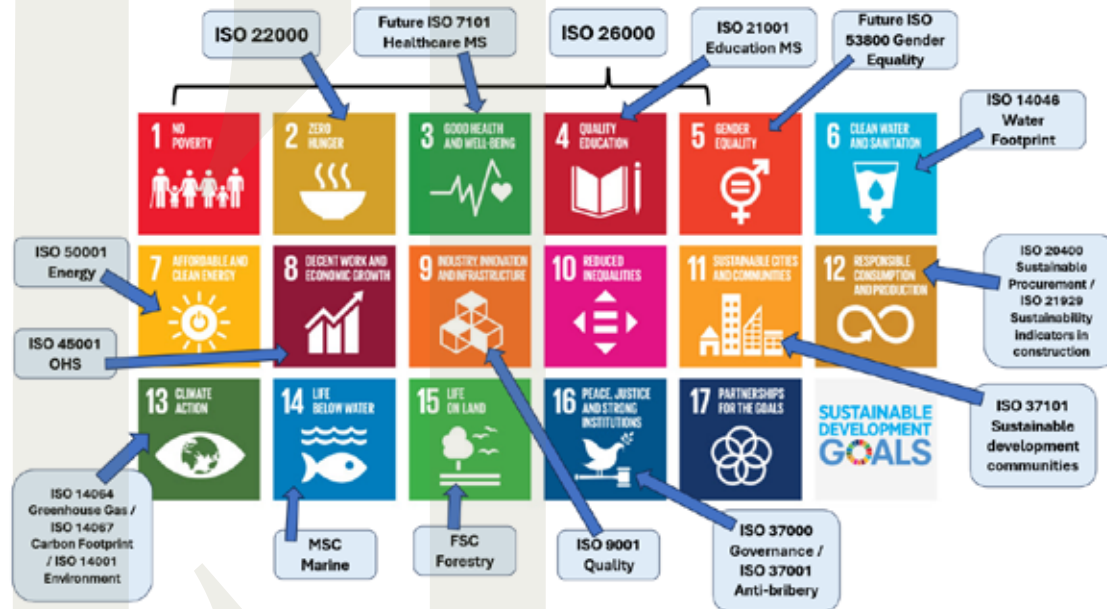 ISO 22000
Future ISO 7101
Healthcare MS
ISO 26000
ISO 21001
Education MS
Future ISO
53800 Gender
Equality
ISO 14046
Water
Footprint
1 NO
POVERTY
2 ZERO
HUNGER
3 GOOD HEALTH
AND WELL-BEING
4 QUALITY
EDUCATION
5 GENDER
EQUALITY
6 CLEAN WATER
AND SANITATION
ISO 50001
Energy
7 AFFORDABLE AND
CLEAN ENERGY
8 DECENT WORK AND
ECONOMIC GROWTH
9 INDUSTRY, INNOVATION
AND INFRASTRUCTURE
10 REDUCED
INEQUALITIES
11 SUSTAINABLE CITIES
AND COMMUNITIES
12 RESPONSIBLE
CONSUMPTION
AND PRODUCTION
ISO 20400
Sustainable
Procurement /
ISO 21929
Sustainability
indicators in
construction
ISO 45001
OHS
13 CLIMATE
ACTION
14 LIFE
BELOW WATER
15 LIFE
ON LAND
16 PEACE, JUSTICE
AND STRONG
INSTITUTIONS
17 PARTNERSHIPS
FOR THE GOALS
SUSTAINABLE
DEVELOPMENT
GOALS
ISO 37101
Sustainable
development
communities
ISO 14064
Greenhouse Gas /
ISO 14067
Carbon Footprint
/ ISO 14001
Environment
MSC
Marine
FSC
Forestry
ISO 9001
Quality
ISO 37000
Governance /
ISO 37001
Anti-bribery